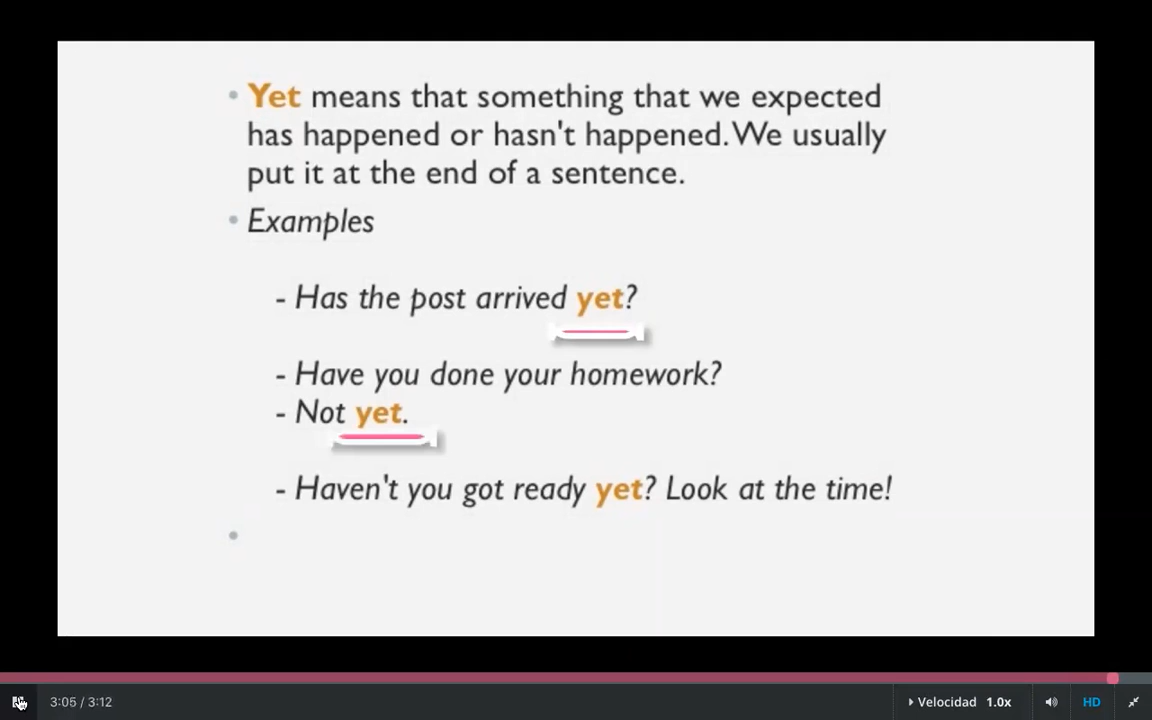 Yet means that something that we expected
has happened or hasn't happened. We usually
put it at the end of a sentence.
Examples
- Has the post arrived yet?
- Have you done your homework?
- Not yet.
- Haven't you got ready yet? Look at the time!
3:05 / 3:12
Velocidad 1.0x
HD